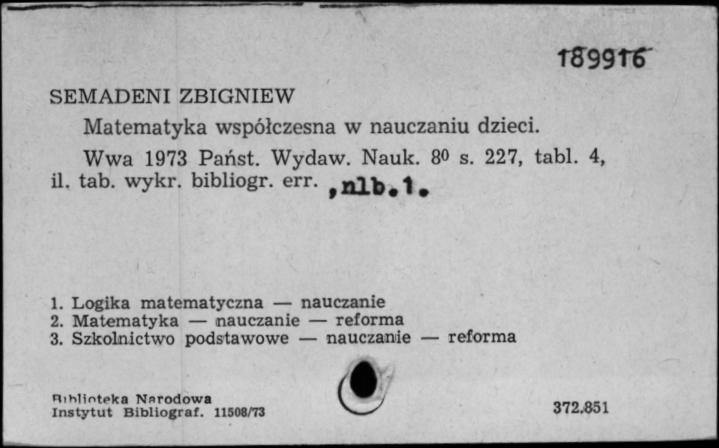 189916
SEMADENI ZBIGNIEW
Matematyka współczesna w nauczaniu dzieci.
Wwa 1973 Państ. Wydaw. Nauk. 8⁰ s. 227, tabl. 4,
il. tab. wykr. bibliogr. err. , nlb. 1.
1. Logika matematyczna — nauczanie
2. Matematyka — nauczanie — reforma
3. Szkolnictwo podstawowe — nauczanie — reforma
Biblioteka Narodowa
Instytut Bibliograf. 11508/73
372.851